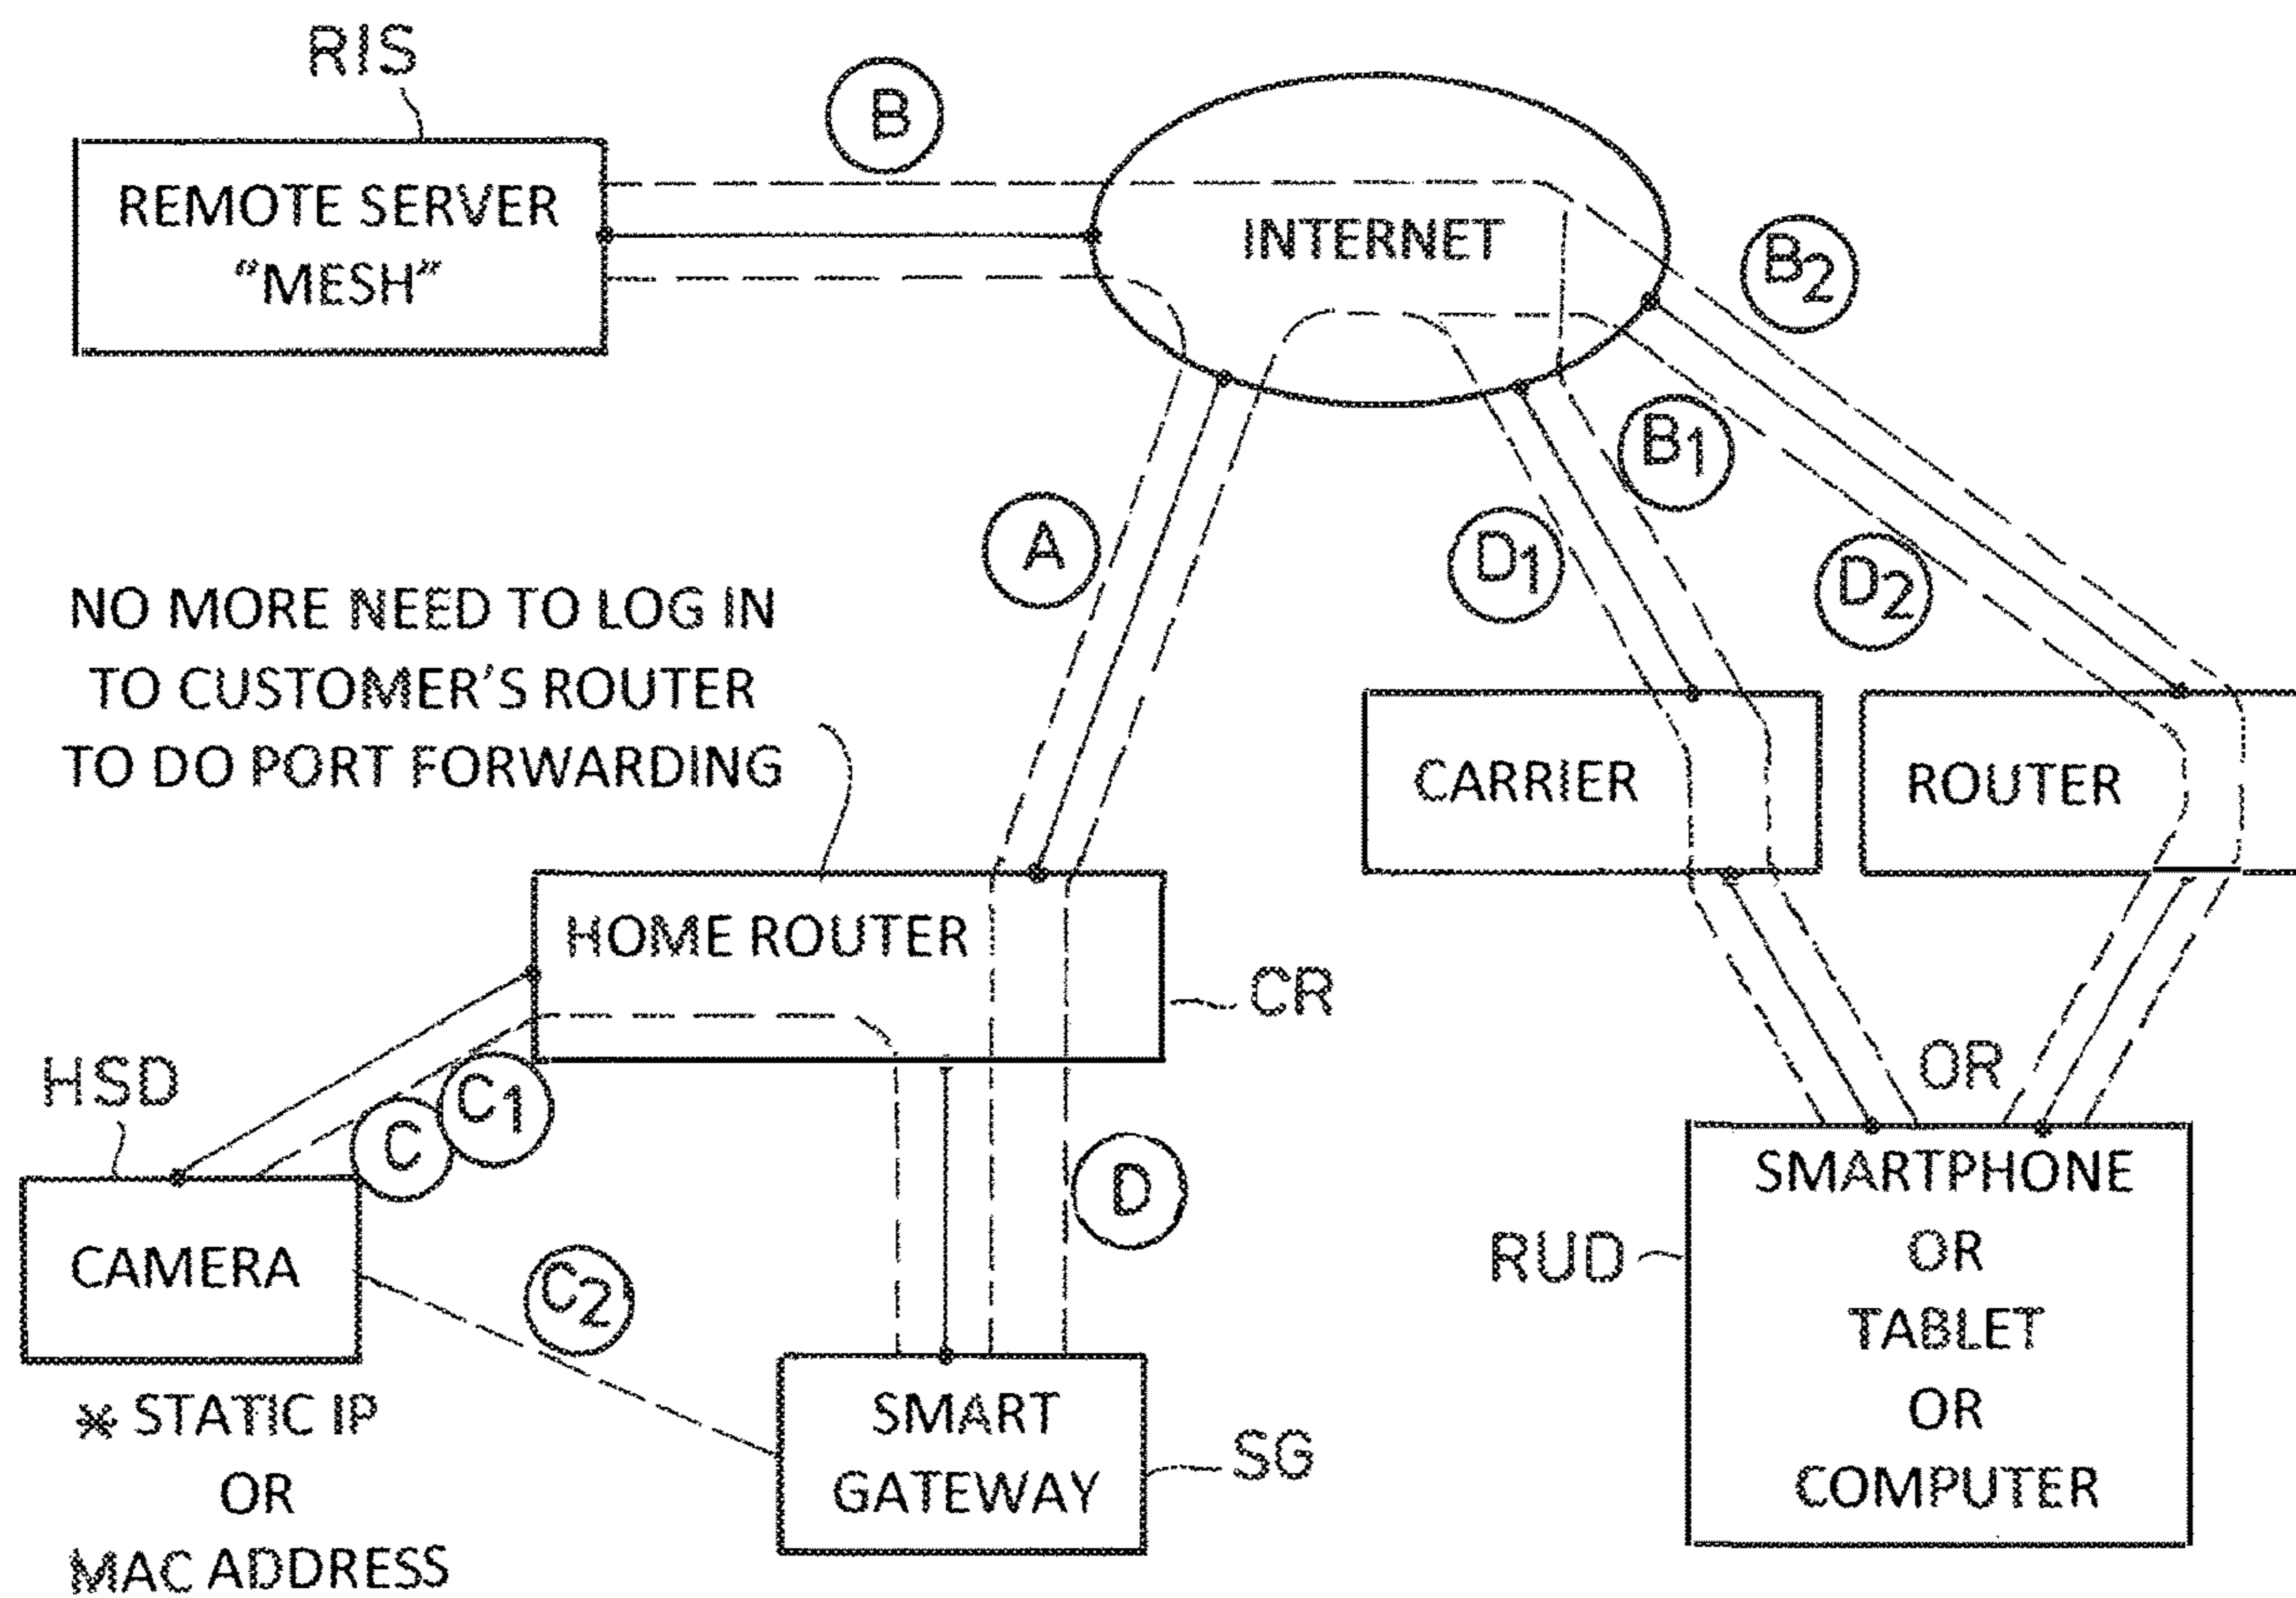 RIS
REMOTE SERVER
"MESH"
B
INTERNET
B2
B1
A
D1
D2
NO MORE NEED TO LOG IN
TO CUSTOMER'S ROUTER
TO DO PORT FORWARDING
CARRIER
ROUTER
HOME ROUTER
CR
HSD
C
C1
OR
CAMERA
C2
D
RUD
SMARTPHONE
OR
TABLET
OR
COMPUTER
※ STATIC IP
OR
MAC ADDRESS
SMART
GATEWAY
SG